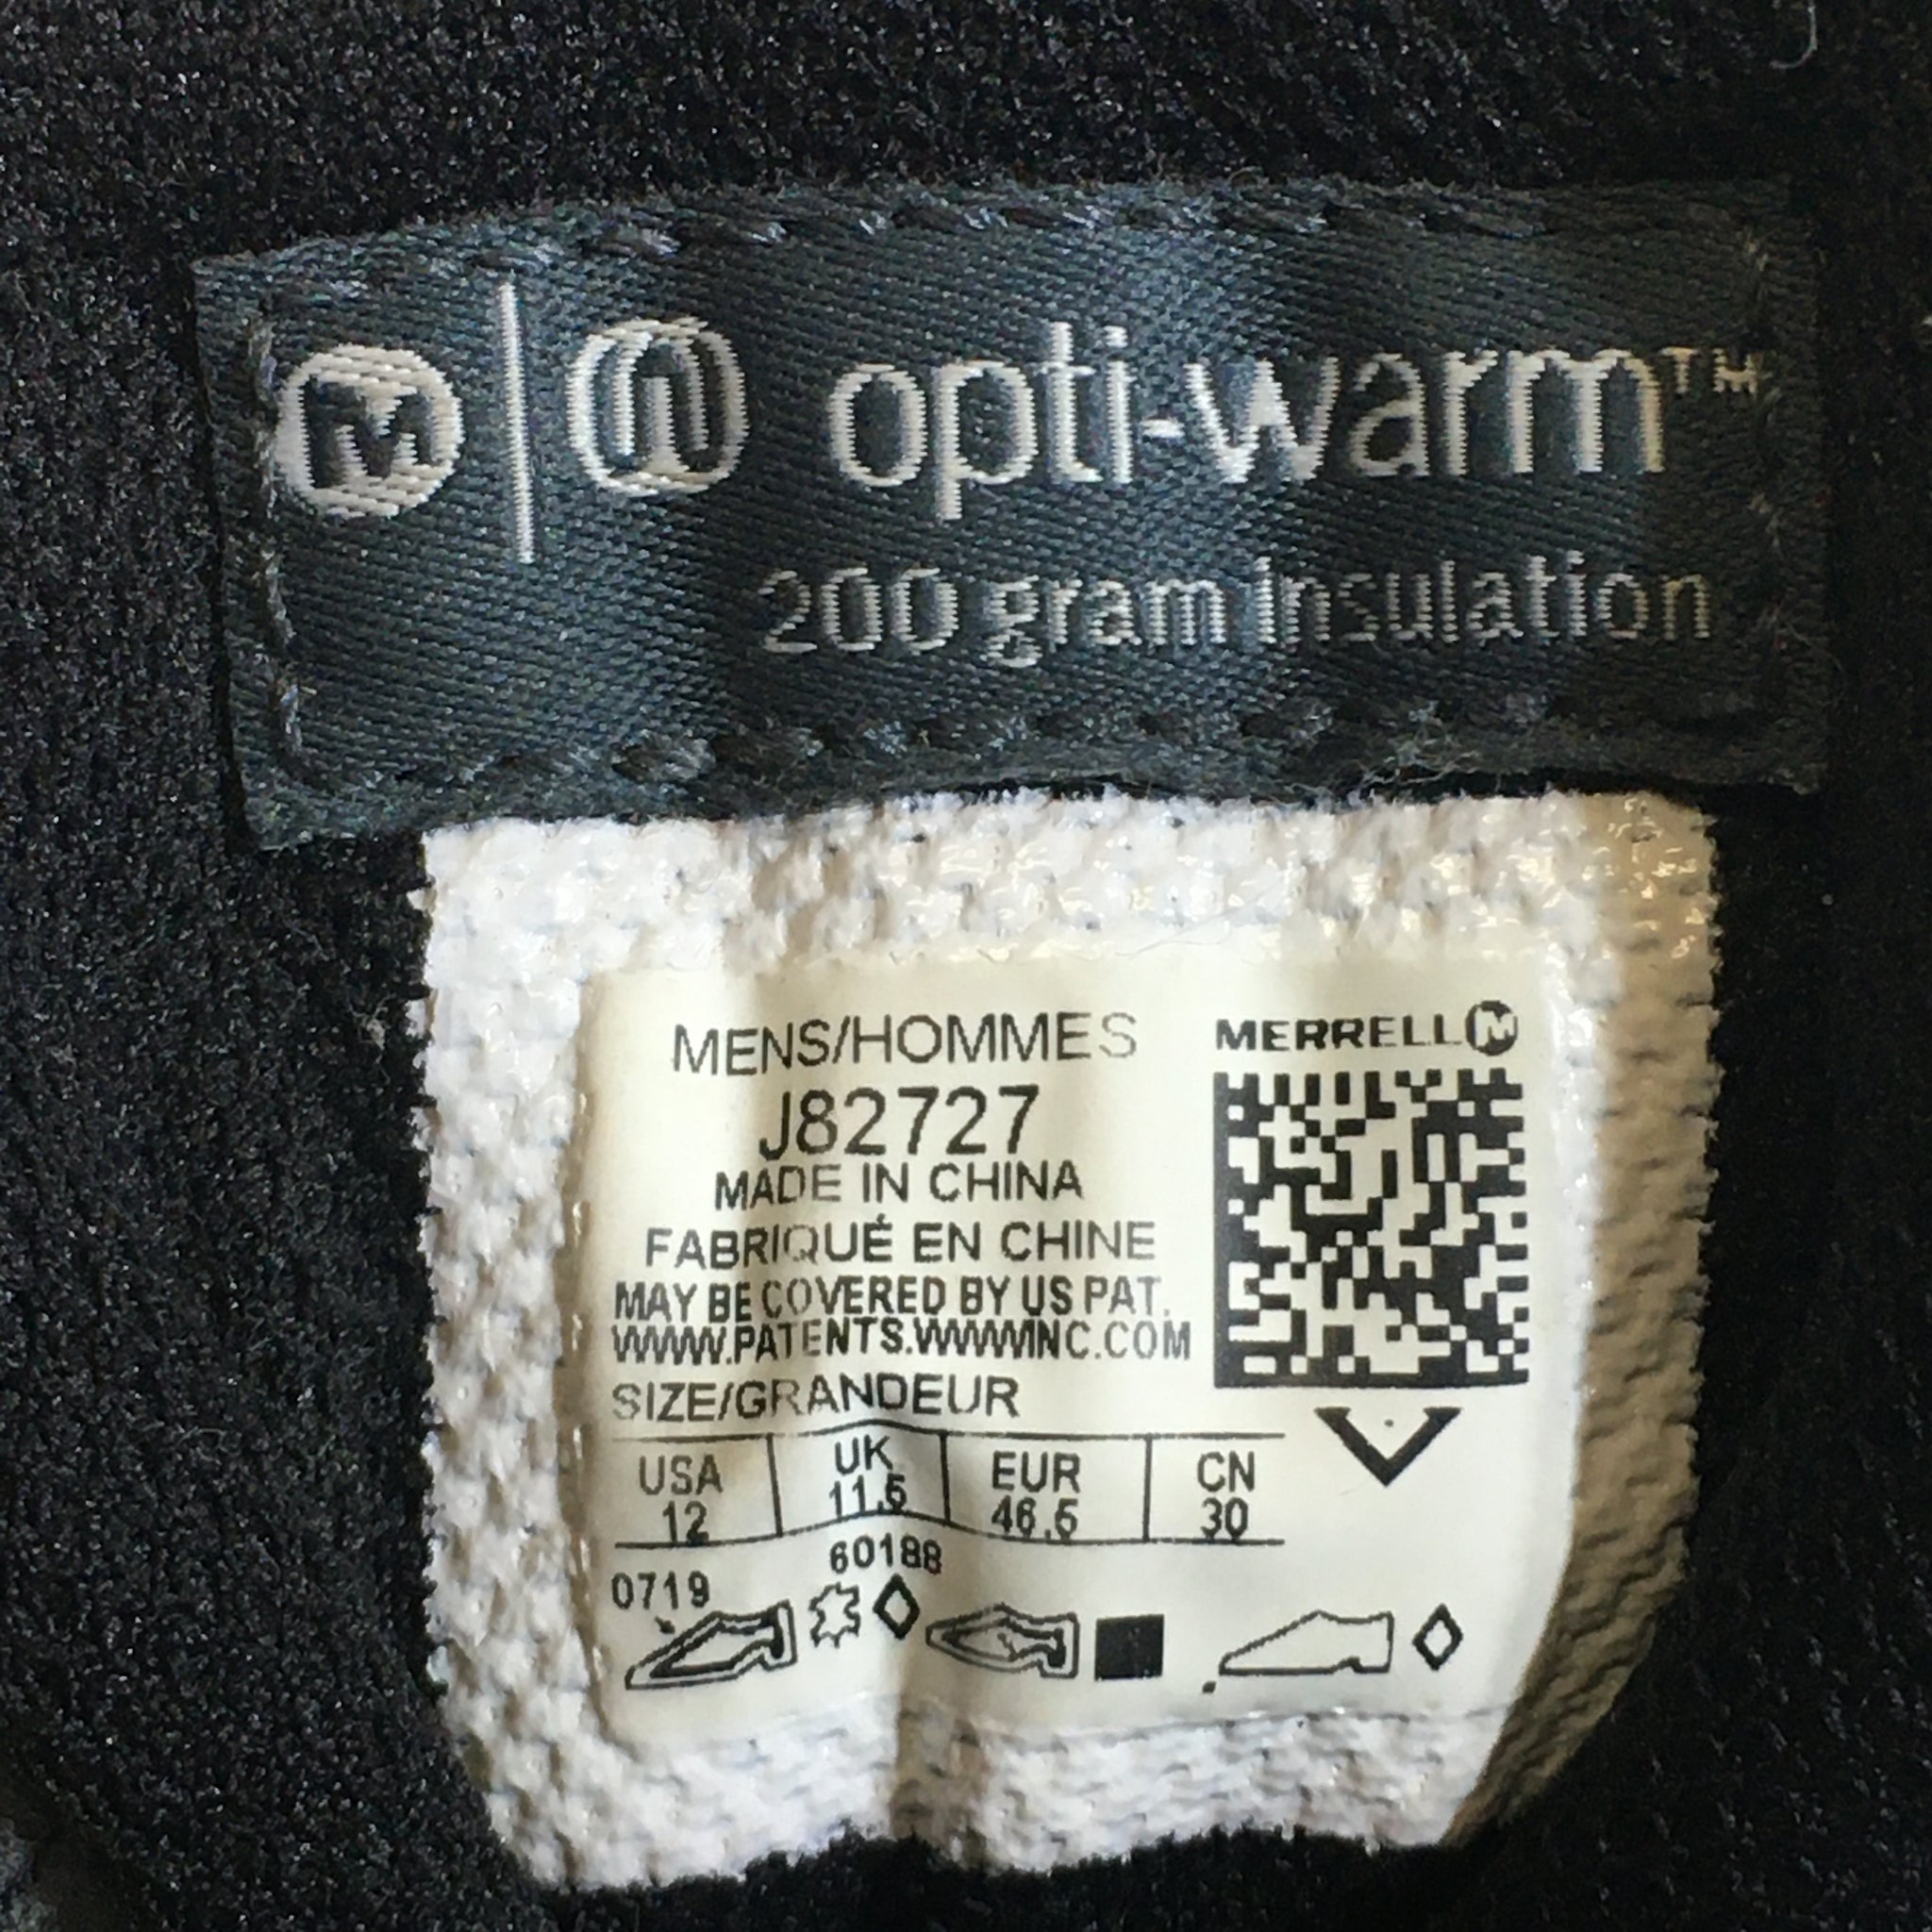 M opti-warm™
200 gram Insulation
MENS/HOMMES
J82727
MADE IN CHINA
FABRIQUÉ EN CHINE
MAY BE COVERED BY US PAT.
WWW.PATENTS.WWWINC.COM
SIZE/GRANDEUR
MERRELL M
USA UK EUR CN
12 11.5 46.5 30
0719 60188